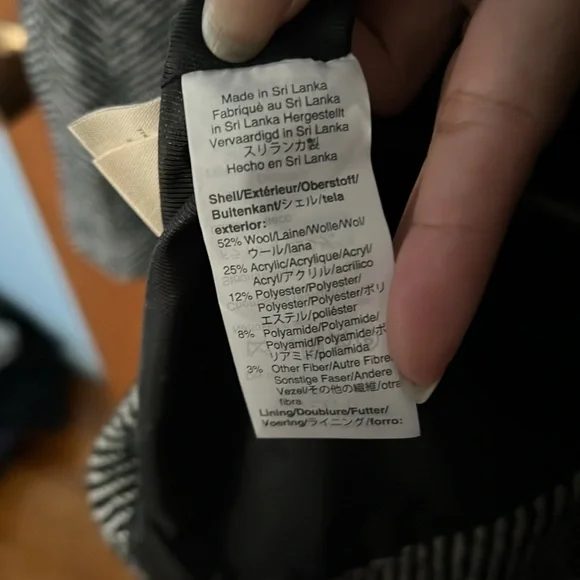 Made in Sri Lanka
Fabriqué au Sri Lanka
in Sri Lanka Hergestellt
Vervaardigd in Sri Lanka
スリランカ製
Hecho en Sri Lanka
Shell/Extérieur/Oberstoff/
Buitenkant/シェル/tela
exterior:
52% Wool/Laine/Wolle/Wol/
ウール/lana
25% Acrylic/Acrylique/Acryl/
Acryl/アクリル/acrilico
12% Polyester/Polyester/
Polyester/Polyester/ポリ
エステル/poliéster
8% Polyamide/Polyamide/
Polyamid/Polyamide/ポ
リアミド/poliamida
3% Other Fiber/Autre Fibre
Sonstige Faser/Andere
Vezel/その他の繊維/otra
fibra
Lining/Doublure/Futter/
Voering/ライニング/forro: